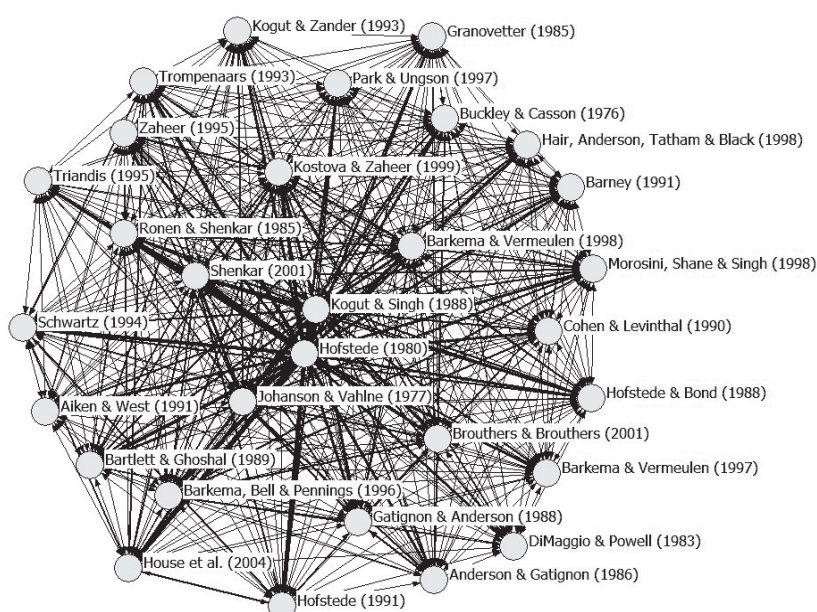 Kogut & Zander (1993)
Granovetter (1985)
Trompenaars (1993)
Park & Ungson (1997)
Buckley & Casson (1976)
Zaheer (1995)
Hair, Anderson, Tatham & Black (1998)
Triandis (1995)
Kostova & Zaheer (1999)
Barney (1991)
Ronen & Shenkar (1985)
Barkema & Vermeulen (1998)
Shenkar (2001)
Morosini, Shane & Singh (1998)
Kogut & Singh (1988)
Schwartz (1994)
Cohen & Levinthal (1990)
Hofstede (1980)
Johanson & Vahlne (1977)
Hofstede & Bond (1988)
Aiken & West (1991)
Brouthers & Brouthers (2001)
Bartlett & Ghoshal (1989)
Barkema & Vermeulen (1997)
Barkema, Bell & Pennings (1996)
Gatignon & Anderson (1988)
DiMaggio & Powell (1983)
House et al. (2004)
Anderson & Gatignon (1986)
Hofstede (1991)